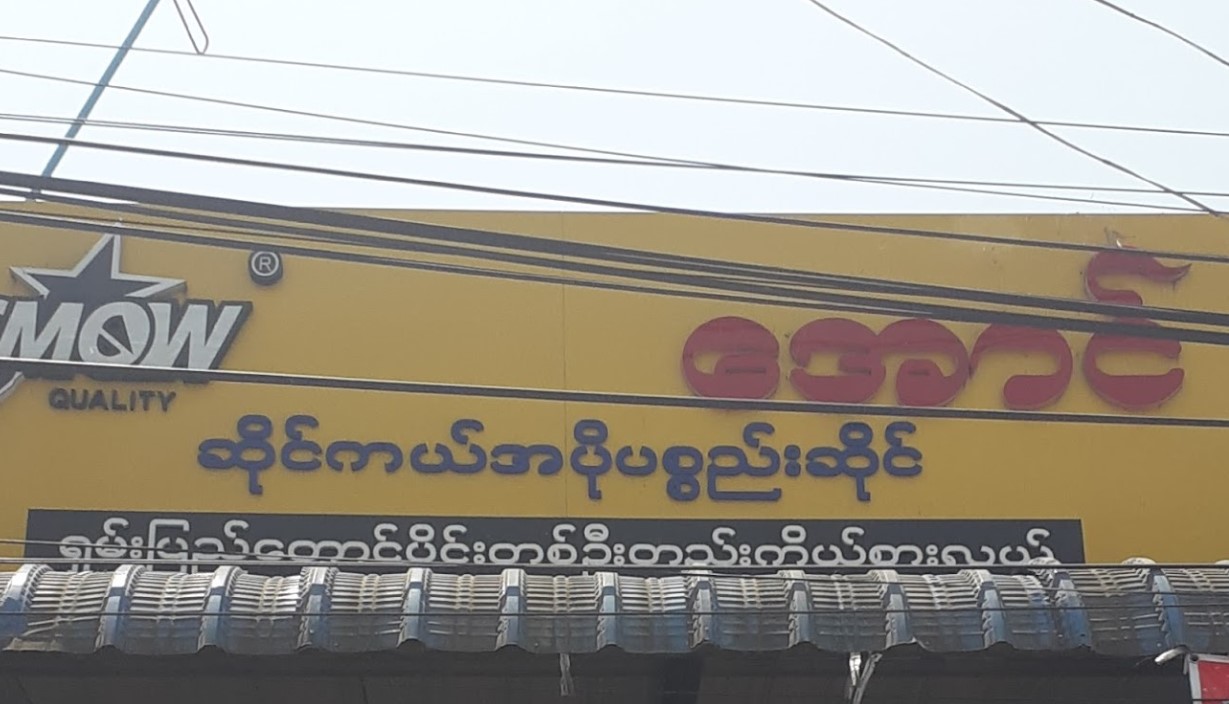 ®
MOW
QUALITY
အောင်
ဆိုင်ကယ်အပိုပစ္စည်းဆိုင်
ရှမ်းပြည်တောင်ပိုင်းတစ်ဦးတည်းကိုယ်စားလှယ်